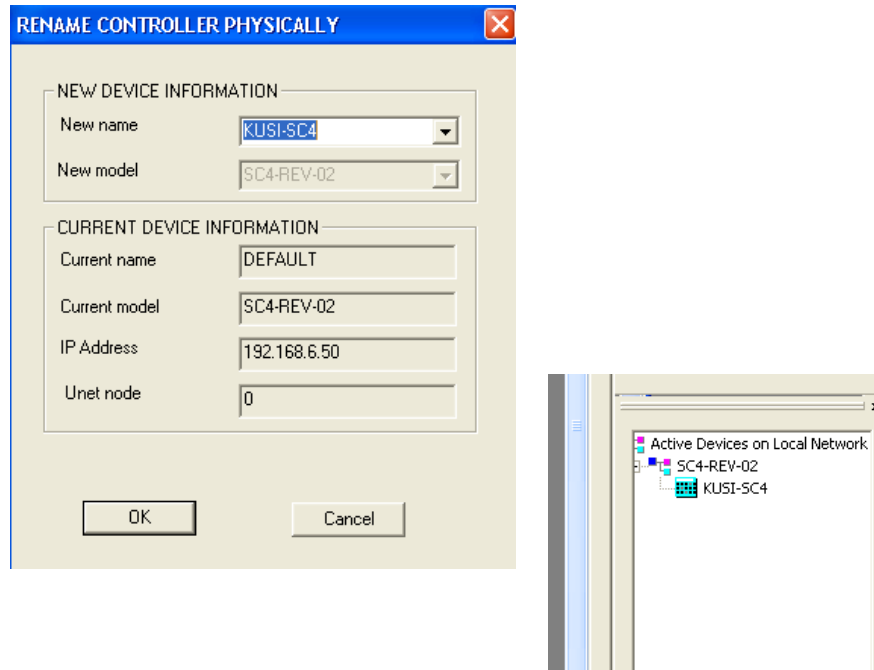 RENAME CONTROLLER PHYSICALLY
NEW DEVICE INFORMATION
New name KUSI-SC4
New model SC4-REV-02
CURRENT DEVICE INFORMATION
Current name DEFAULT
Current model SC4-REV-02
IP Address 192.168.6.50
Unet node 0
OK Cancel
Active Devices on Local Network
SC4-REV-02
KUSI-SC4